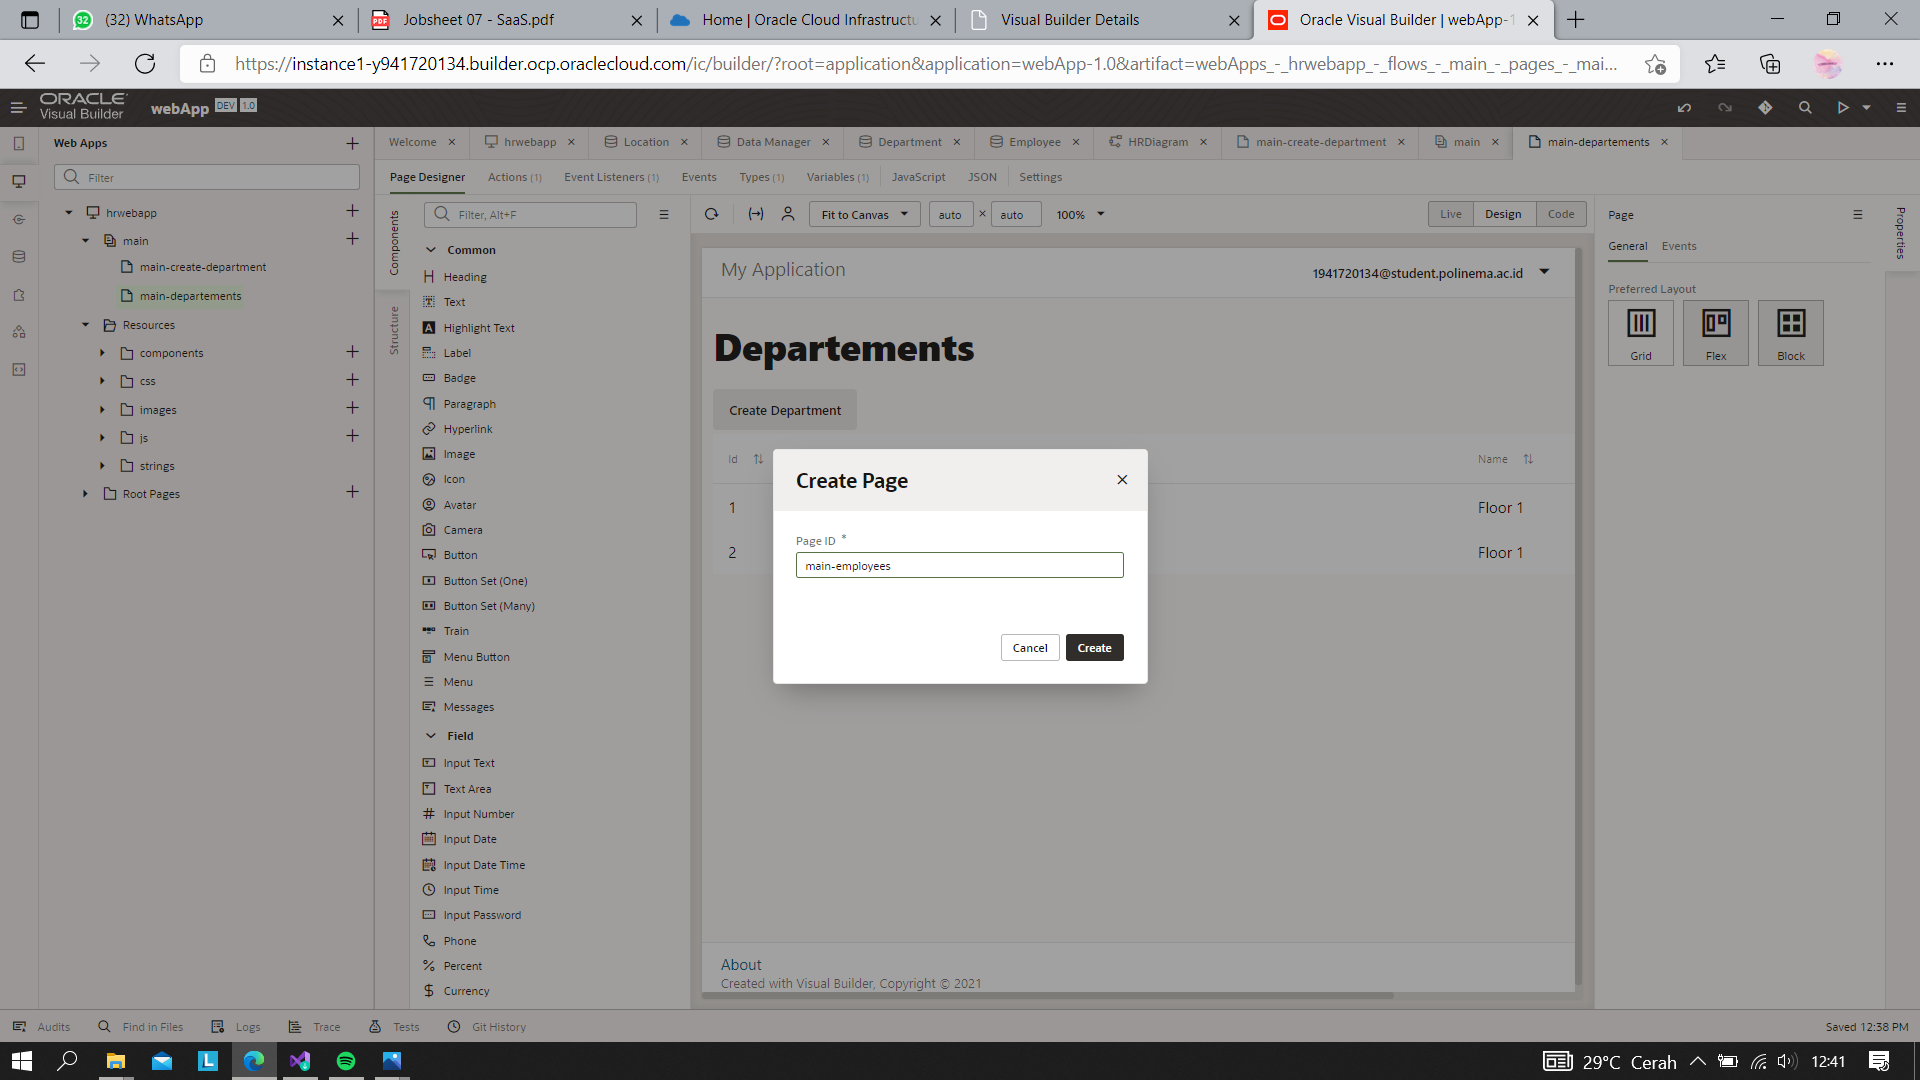 (32) WhatsApp
Jobsheet 07 - SaaS.pdf
Home | Oracle Cloud Infrastructu
Visual Builder Details
Oracle Visual Builder | webApp-1
https://instance1-y941720134.builder.ocp.oraclecloud.com/ic/builder/?root=application&application=webApp-1.0&artifact=webApps_-_hrwebapp_-_flows_-_main_-_pages_-_mai...
ORACLE
Visual Builder
webApp DEV 1.0
Web Apps
Welcome
hrwebapp
Location
Data Manager
Department
Employee
HRDiagram
main-create-department
main
main-departements
Filter
Page Designer
Actions (1)
Event Listeners (1)
Events
Types (1)
Variables (1)
JavaScript
JSON
Settings
hrwebapp
main
main-create-department
main-departements
Resources
components
css
images
js
strings
Root Pages
Components
Structure
Filter, Alt+F
Common
Heading
Text
Highlight Text
Label
Badge
Paragraph
Hyperlink
Image
Icon
Avatar
Camera
Button
Button Set (One)
Button Set (Many)
Train
Menu Button
Menu
Messages
Field
Input Text
Text Area
Input Number
Input Date
Input Date Time
Input Time
Input Password
Phone
Percent
Currency
Fit to Canvas
auto × auto
100%
Live
Design
Code
My Application
1941720134@student.polinema.ac.id
Departements
Create Department
Id
Name
1
Floor 1
2
Floor 1
Create Page
Page ID *
main-employees
Cancel
Create
About
Created with Visual Builder, Copyright © 2021
Page
General
Events
Preferred Layout
Grid
Flex
Block
Properties
Audits
Find in Files
Logs
Trace
Tests
Git History
Saved 12:38 PM
29°C Cerah
12:41